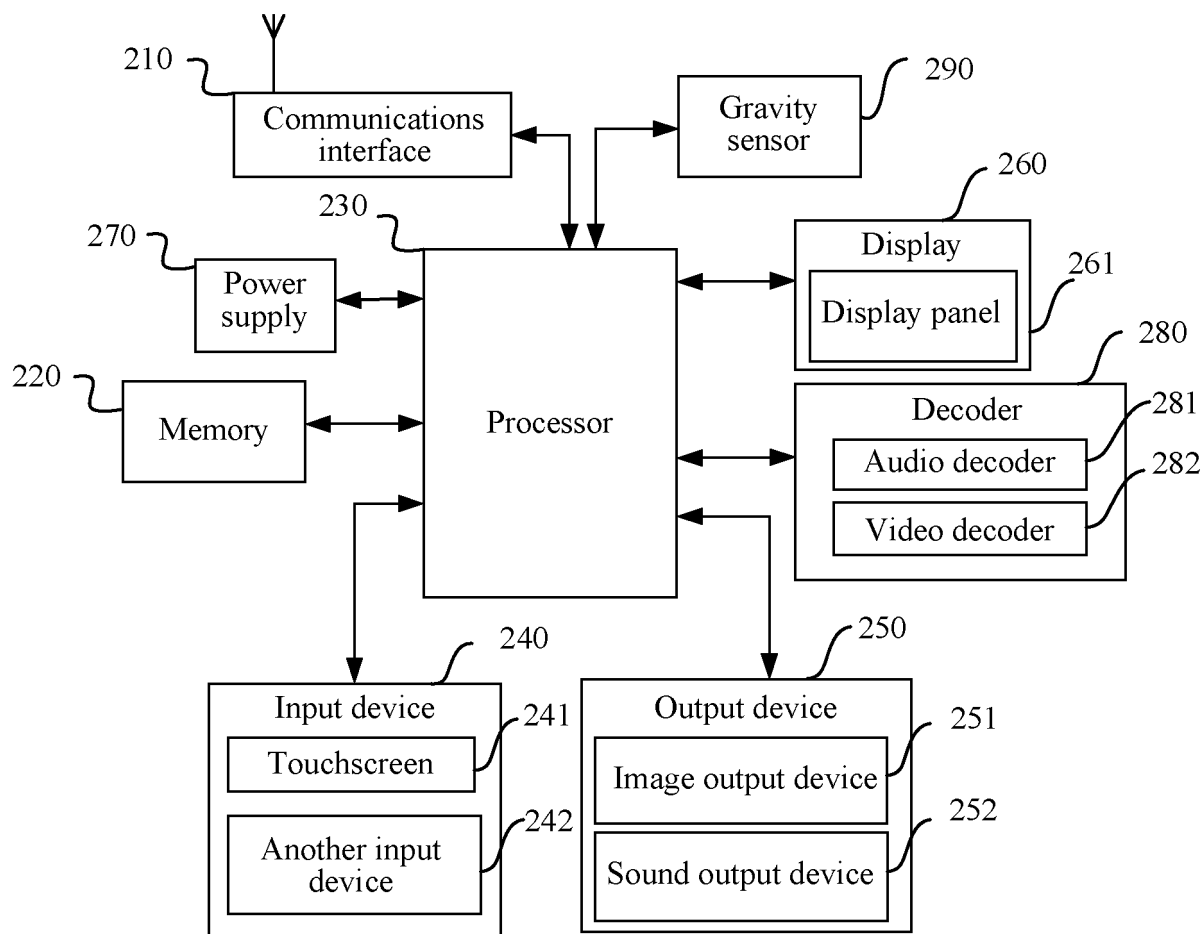 210
Communications
interface
Gravity
sensor
290
230
260
270
Power
supply
Display
261
Display panel
220
Memory
Processor
280
Decoder
281
Audio decoder
282
Video decoder
240
Input device
241
Touchscreen
242
Another input
device
250
Output device
251
Image output device
252
Sound output device